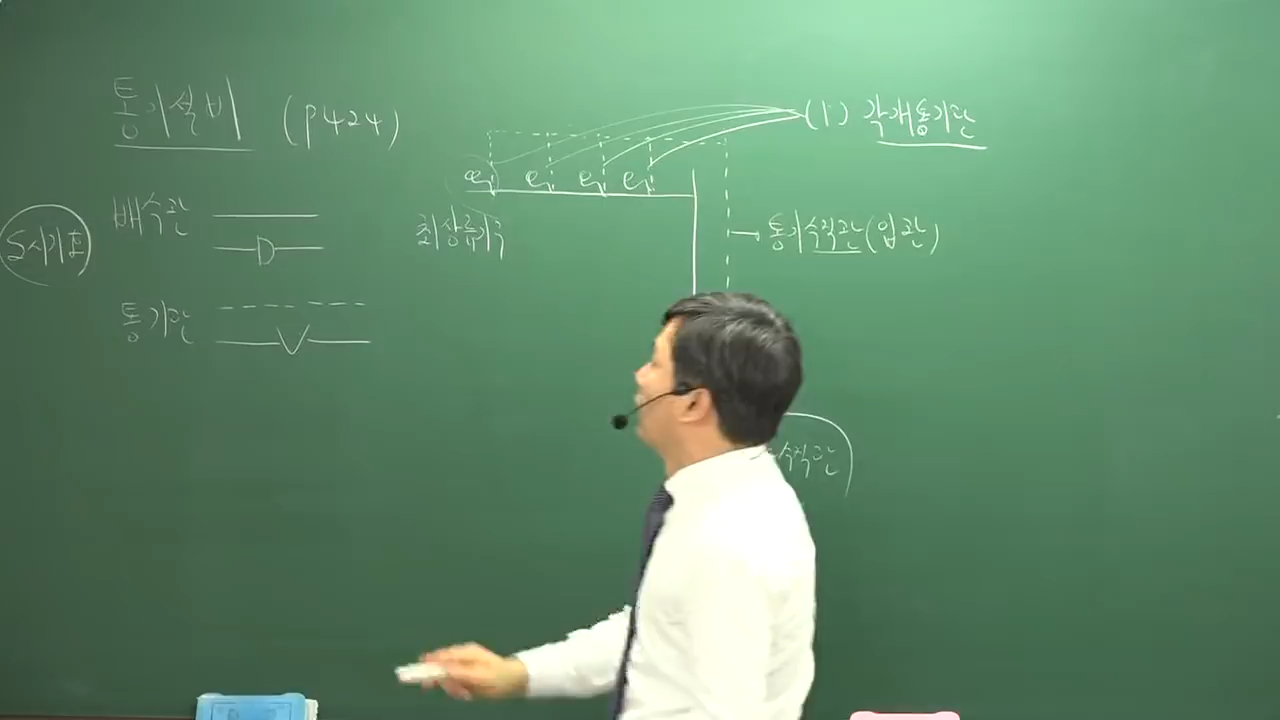 통기설비 (p424)
(1) 각개통기관
배수관
도시기호
D
최상류기구
통기수직관(입관)
통기관
V
수직관